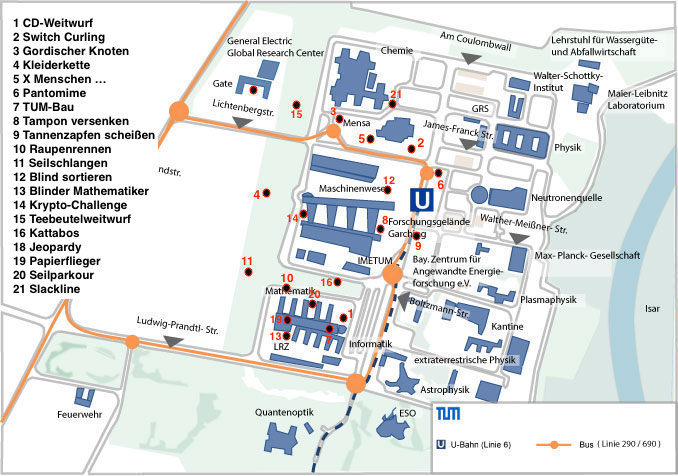 1 CD-Weitwurf
2 Switch Curling
3 Gordischer Knoten
4 Kleiderkette
5 X Menschen ...
6 Pantomime
7 TUM-Bau
8 Tampon versenken
9 Tannenzapfen scheißen
10 Raupenrennen
11 Seilschlangen
12 Blind sortieren
13 Blinder Mathematiker
14 Krypto-Challenge
15 Teebeutelweitwurf
16 Kattabos
18 Jeopardy
19 Papierflieger
20 Seilparkour
21 Slackline
General Electric
Global Research Center
Gate
Lichtenbergstr.
15
Chemie
21
3
Mensa
5
2
Am Coulombwall
Lehrstuhl für Wassergüte-
und Abfallwirtschaft
Walter-Schottky-
Institut
Maier-Leibnitz
Laboratorium
GRS
James-Franck Str.
Physik
ndstr.
4
Maschinenwese
12
14
8
6
U
Forschungsgelände
Garching
9
Neutronenquelle
Walther-Meißner- Str.
Max- Planck- Gesellschaft
IMETUM
Bay. Zentrum für
Angewandte Energie-
forschung e.V.
11
10
16
Mathematik
20
19
1
7
13
LRZ
Informatik
Boltzmann-Str.
Plasmaphysik
Isar
Kantine
extraterrestrische Physik
Astrophysik
Ludwig-Prandtl- Str.
Feuerwehr
Quantenoptik
ESO
TUM
U U-Bahn (Linie 6)
Bus ( Linie 290 / 690 )